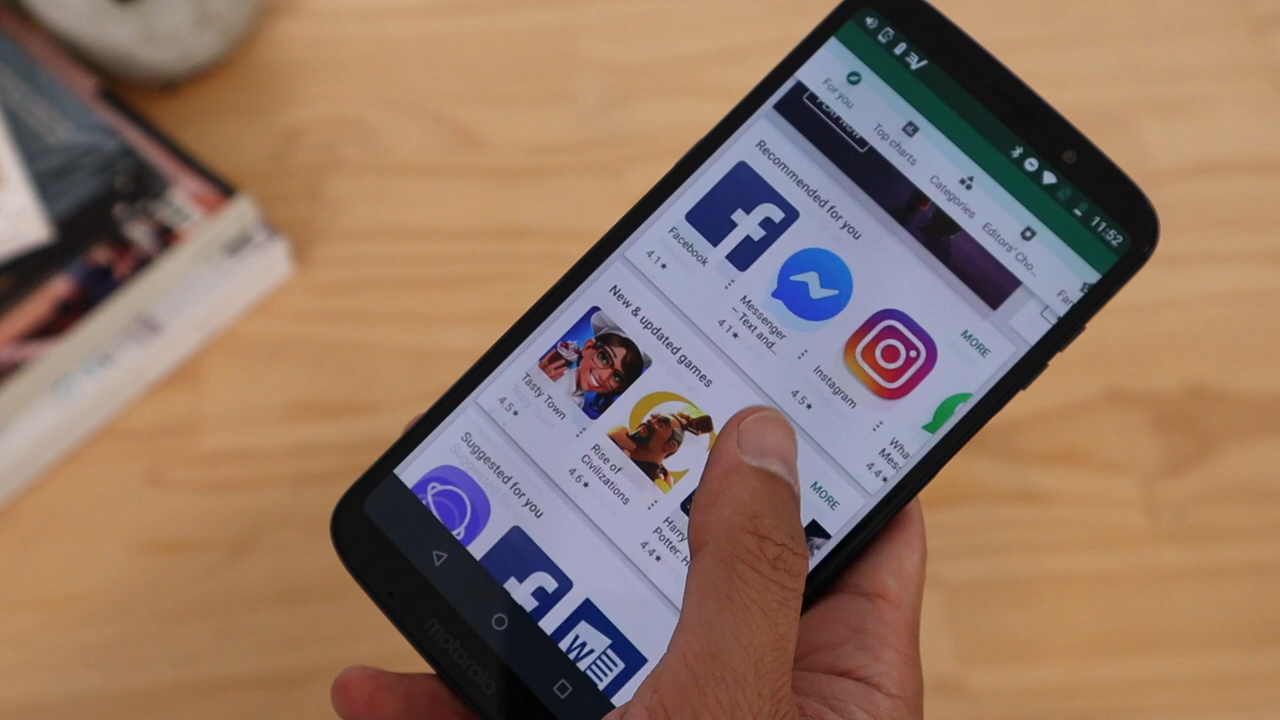 11:52
For you
Top charts
Categories
Editors' Cho...
Recommended for you
MORE
Facebook
4.1★
Messenger
– Text and...
4.1★
Instagram
4.5★
4.4★
New & updated games
MORE
Tasty Town
4.5★
Rise of
Civilizations
4.6★
Harry
Potter: H
4.4★
Suggested for you
W
motorola